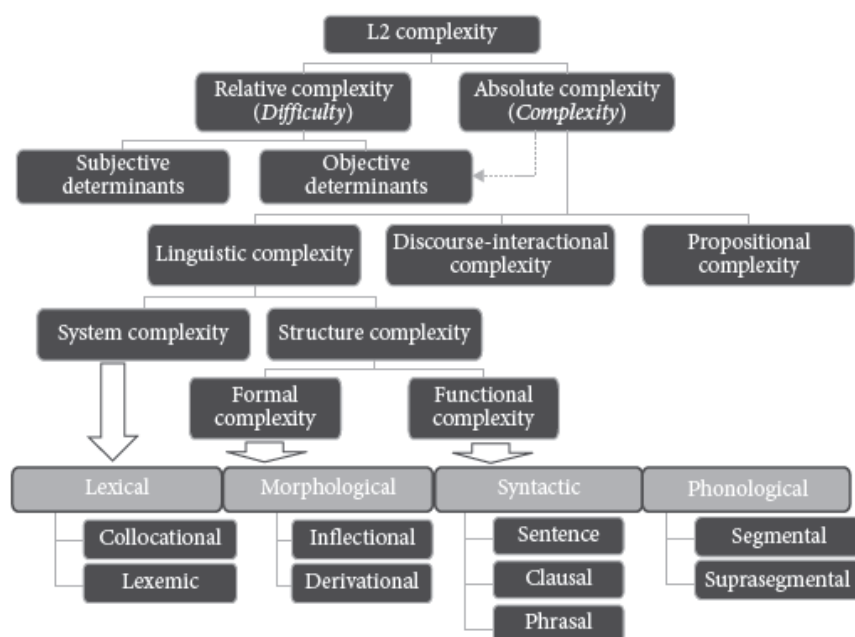 L2 complexity
Relative complexity
(Difficulty)
Absolute complexity
(Complexity)
Subjective
determinants
Objective
determinants
Linguistic complexity
Discourse-interactional
complexity
Propositional
complexity
System complexity
Structure complexity
Formal
complexity
Functional
complexity
Lexical
Morphological
Syntactic
Phonological
Collocational
Lexemic
Inflectional
Derivational
Sentence
Clausal
Phrasal
Segmental
Suprasegmental